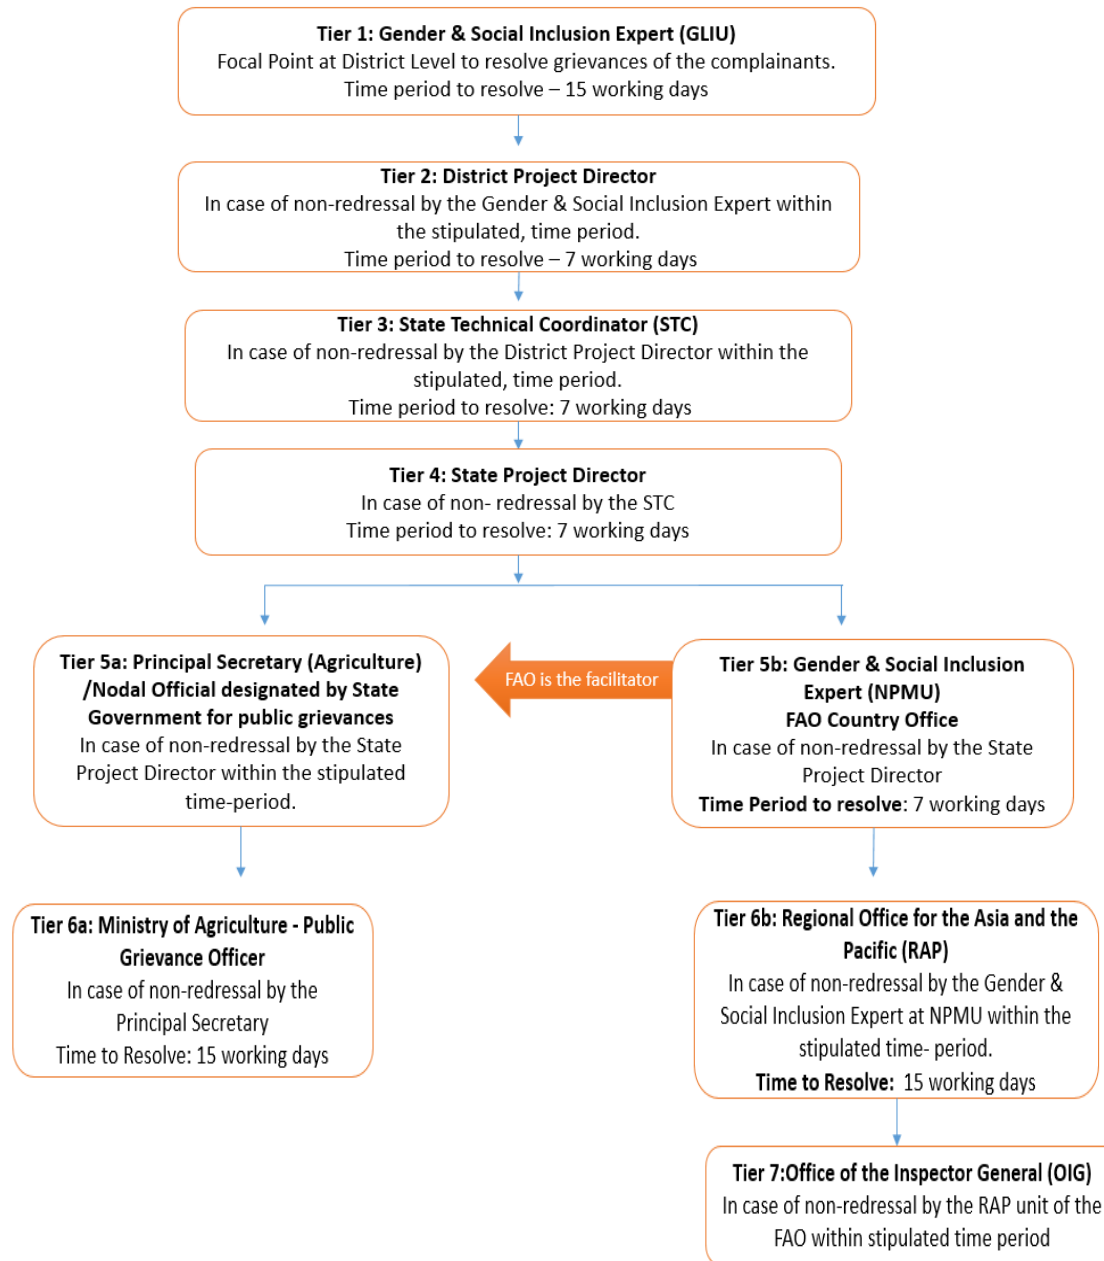 Tier 1: Gender & Social Inclusion Expert (GLIU)
Focal Point at District Level to resolve grievances of the complainants.
Time period to resolve – 15 working days
Tier 2: District Project Director
In case of non-redressal by the Gender & Social Inclusion Expert within
the stipulated, time period.
Time period to resolve – 7 working days
Tier 3: State Technical Coordinator (STC)
In case of non-redressal by the District Project Director within the
stipulated, time period.
Time period to resolve: 7 working days
Tier 4: State Project Director
In case of non- redressal by the STC
Time period to resolve: 7 working days
Tier 5a: Principal Secretary (Agriculture)
/Nodal Official designated by State
Government for public grievances
In case of non-redressal by the State
Project Director within the stipulated
time-period.
FAO is the facilitator
Tier 5b: Gender & Social Inclusion
Expert (NPMU)
FAO Country Office
In case of non-redressal by the State
Project Director
Time Period to resolve: 7 working days
Tier 6a: Ministry of Agriculture - Public
Grievance Officer
In case of non-redressal by the
Principal Secretary
Time to Resolve: 15 working days
Tier 6b: Regional Office for the Asia and the
Pacific (RAP)
In case of non-redressal by the Gender &
Social Inclusion Expert at NPMU within the
stipulated time- period.
Time to Resolve: 15 working days
Tier 7:Office of the Inspector General (OIG)
In case of non-redressal by the RAP unit of the
FAO within stipulated time period